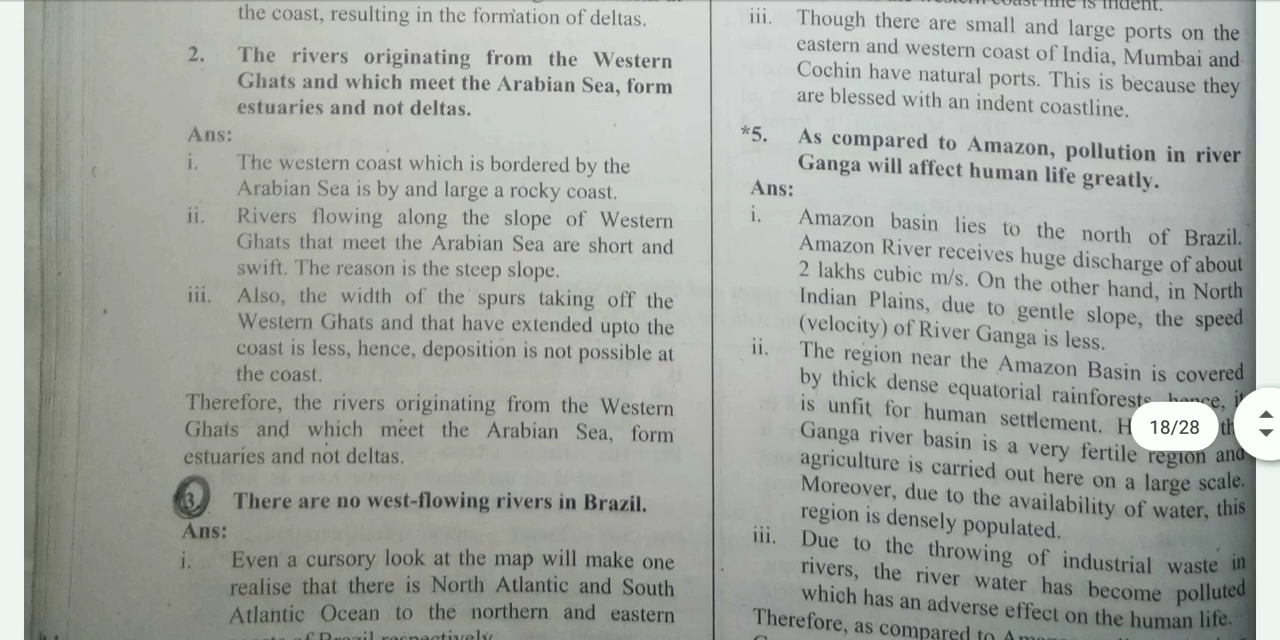 the coast, resulting in the formation of deltas.
2. The rivers originating from the Western
Ghats and which meet the Arabian Sea, form
estuaries and not deltas.
Ans:
i. The western coast which is bordered by the
Arabian Sea is by and large a rocky coast.
ii. Rivers flowing along the slope of Western
Ghats that meet the Arabian Sea are short and
swift. The reason is the steep slope.
iii. Also, the width of the spurs taking off the
Western Ghats and that have extended upto the
coast is less, hence, deposition is not possible at
the coast.
Therefore, the rivers originating from the Western
Ghats and which meet the Arabian Sea, form
estuaries and not deltas.
3. There are no west-flowing rivers in Brazil.
Ans:
i. Even a cursory look at the map will make one
realise that there is North Atlantic and South
Atlantic Ocean to the northern and eastern
of Brazil respectively
coast line is indent.
iii. Though there are small and large ports on the
eastern and western coast of India, Mumbai and
Cochin have natural ports. This is because they
are blessed with an indent coastline.
*5. As compared to Amazon, pollution in river
Ganga will affect human life greatly.
Ans:
i. Amazon basin lies to the north of Brazil.
Amazon River receives huge discharge of about
2 lakhs cubic m/s. On the other hand, in North
Indian Plains, due to gentle slope, the speed
(velocity) of River Ganga is less.
ii. The region near the Amazon Basin is covered
by thick dense equatorial rainforests, hence, it
is unfit for human settlement.
Ganga river basin is a very fertile region and
agriculture is carried out here on a large scale.
Moreover, due to the availability of water, this
region is densely populated.
iii. Due to the throwing of industrial waste in
rivers, the river water has become polluted
which has an adverse effect on the human life.
Therefore, as compared to
18/28